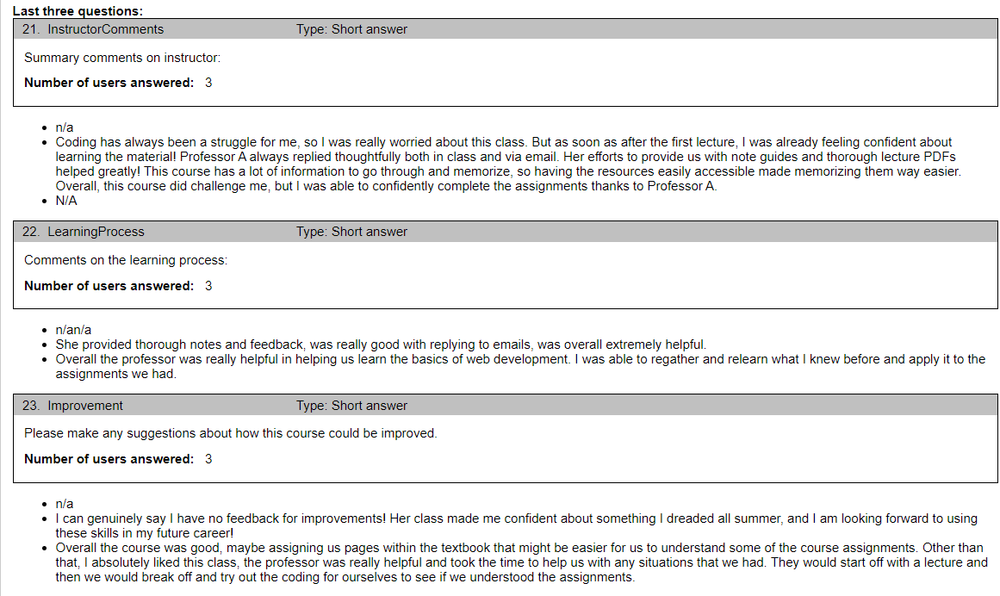 Last three questions:
21. InstructorComments Type: Short answer
Summary comments on instructor:
Number of users answered: 3
• n/a
• Coding has always been a struggle for me, so I was really worried about this class. But as soon as after the first lecture, I was already feeling confident about
learning the material! Professor A always replied thoughtfully both in class and via email. Her efforts to provide us with note guides and thorough lecture PDFs
helped greatly! This course has a lot of information to go through and memorize, so having the resources easily accessible made memorizing them way easier.
Overall, this course did challenge me, but I was able to confidently complete the assignments thanks to Professor A.
• N/A
22. LearningProcess Type: Short answer
Comments on the learning process:
Number of users answered: 3
• n/an/a
• She provided thorough notes and feedback, was really good with replying to emails, was overall extremely helpful.
• Overall the professor was really helpful in helping us learn the basics of web development. I was able to regather and relearn what I knew before and apply it to the
assignments we had.
23. Improvement Type: Short answer
Please make any suggestions about how this course could be improved.
Number of users answered: 3
• n/a
• I can genuinely say I have no feedback for improvements! Her class made me confident about something I dreaded all summer, and I am looking forward to using
these skills in my future career!
• Overall the course was good, maybe assigning us pages within the textbook that might be easier for us to understand some of the course assignments. Other than
that, I absolutely liked this class, the professor was really helpful and took the time to help us with any situations that we had. They would start off with a lecture and
then we would break off and try out the coding for ourselves to see if we understood the assignments.